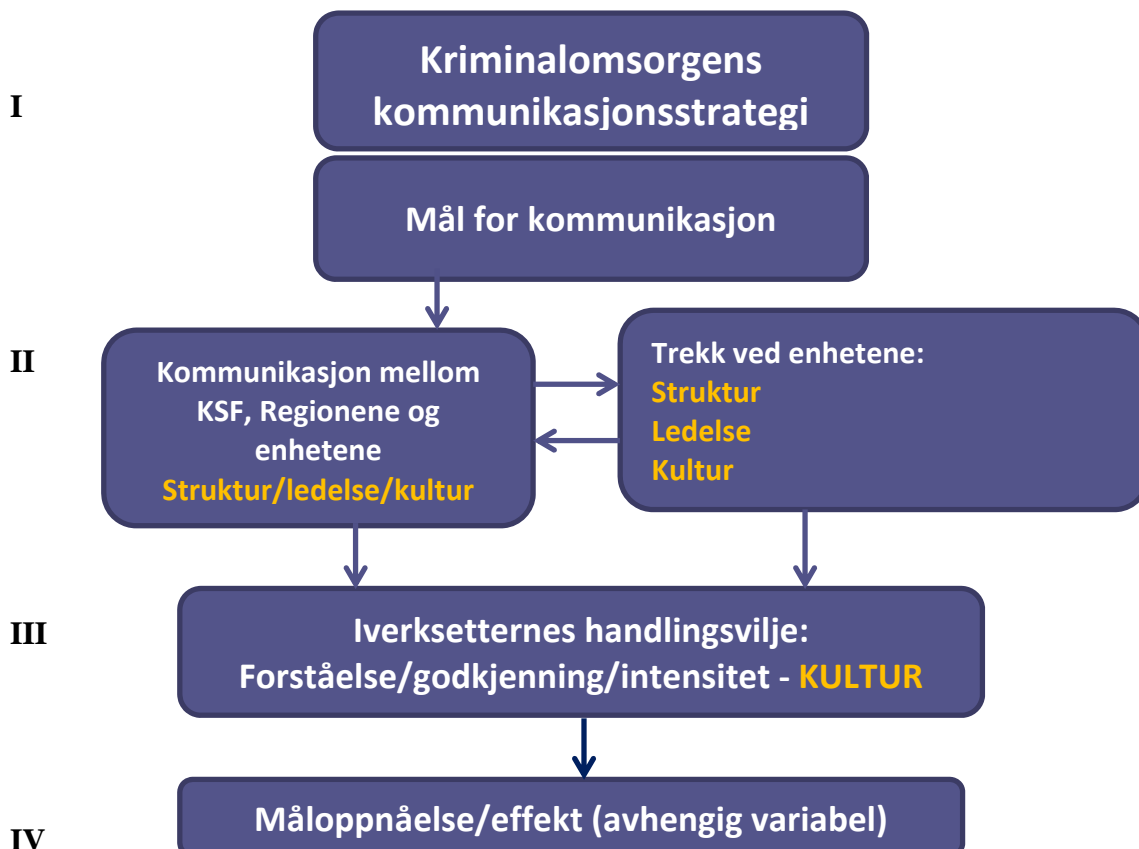 I
Kriminalomsorgens
kommunikasjonsstrategi
Mål for kommunikasjon
II
Kommunikasjon mellom
KSF, Regionene og
enhetene
Struktur/ledelse/kultur
Trekk ved enhetene:
Struktur
Ledelse
Kultur
III
Iverksetternes handlingsvilje:
Forståelse/godkjenning/intensitet - KULTUR
IV
Måloppnåelse/effekt (avhengig variabel)